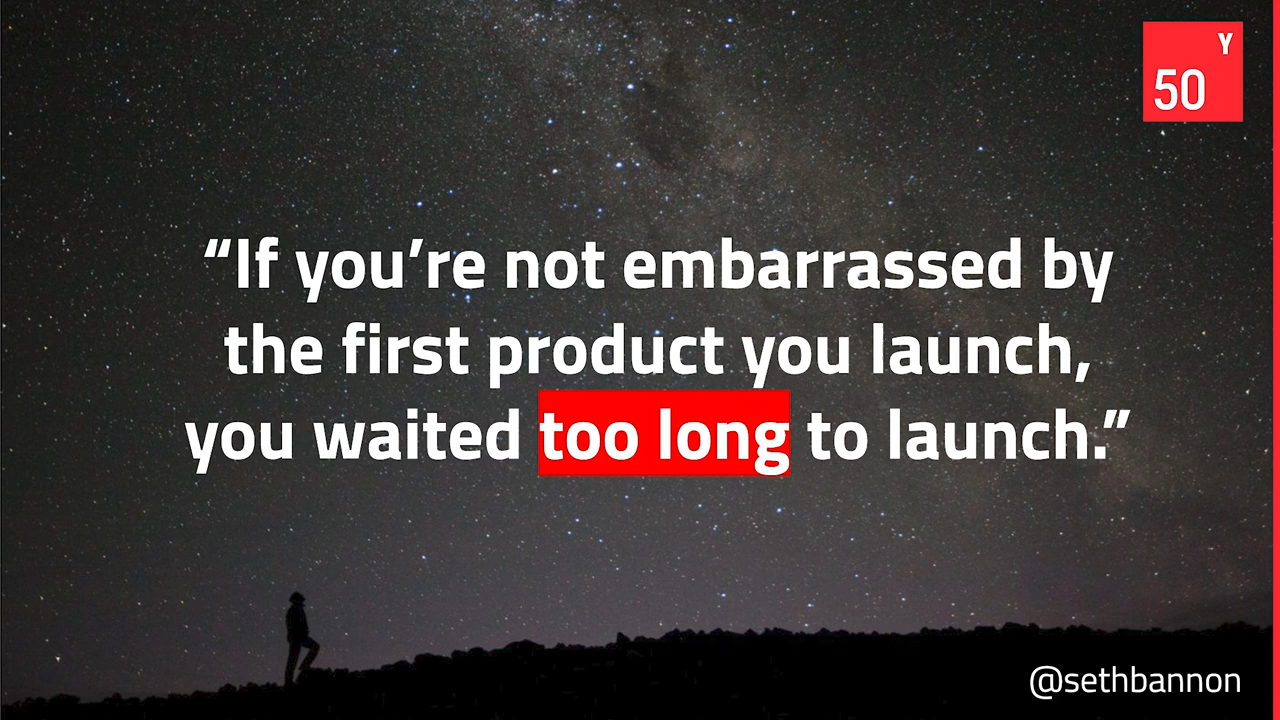 Y
50
“If you’re not embarrassed by
the first product you launch,
you waited too long to launch.”
@sethbannon